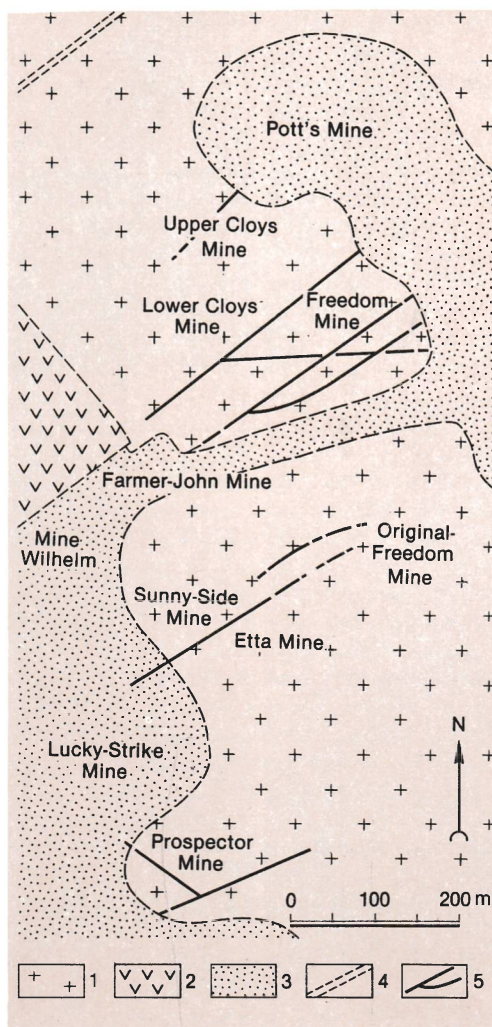 Pott's Mine
Upper Cloys
Mine
Lower Cloys
Mine
Freedom
Mine
Farmer-John Mine
Mine
Wilhelm
Original-
Freedom
Mine
Sunny-Side
Mine
Etta Mine
N
Lucky-Strike
Mine
Prospector
Mine
0 100 200 m
1 2 3 4 5